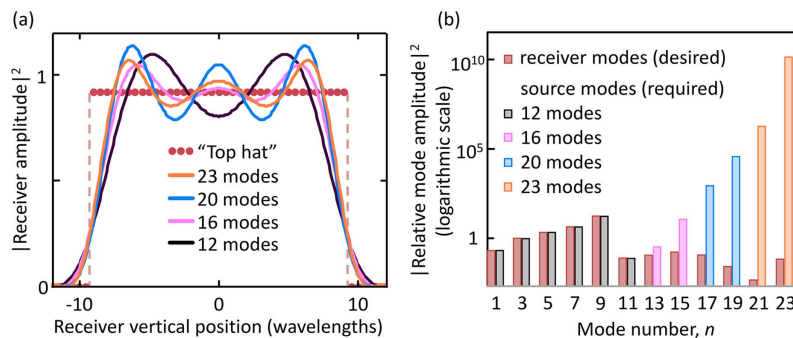 (a)
|Receiver amplitude|²
1
0
"Top hat"
23 modes
20 modes
16 modes
12 modes
-10
0
10
Receiver vertical position (wavelengths)
(b)
|Relative mode amplitude|²
(logarithmic scale)
10¹⁰
10⁵
1
receiver modes (desired)
source modes (required)
12 modes
16 modes
20 modes
23 modes
1 3 5 7 9 11 13 15 17 19 21 23
Mode number, n